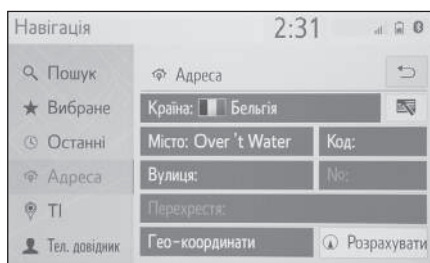 Навігація 2:31
Пошук
Адреса
Вибране
Країна: Бельгія
Останні
Місто: Over 't Water Код:
Адреса
Вулиця: No:
ТІ
Перехрестя:
Тел. довідник
Гео-координати Розрахувати